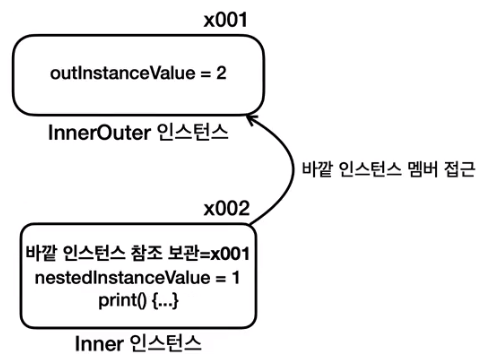 x001
outInstanceValue = 2
InnerOuter 인스턴스
바깥 인스턴스 멤버 접근
x002
바깥 인스턴스 참조 보관=x001
nestedInstanceValue = 1
print() {...}
Inner 인스턴스